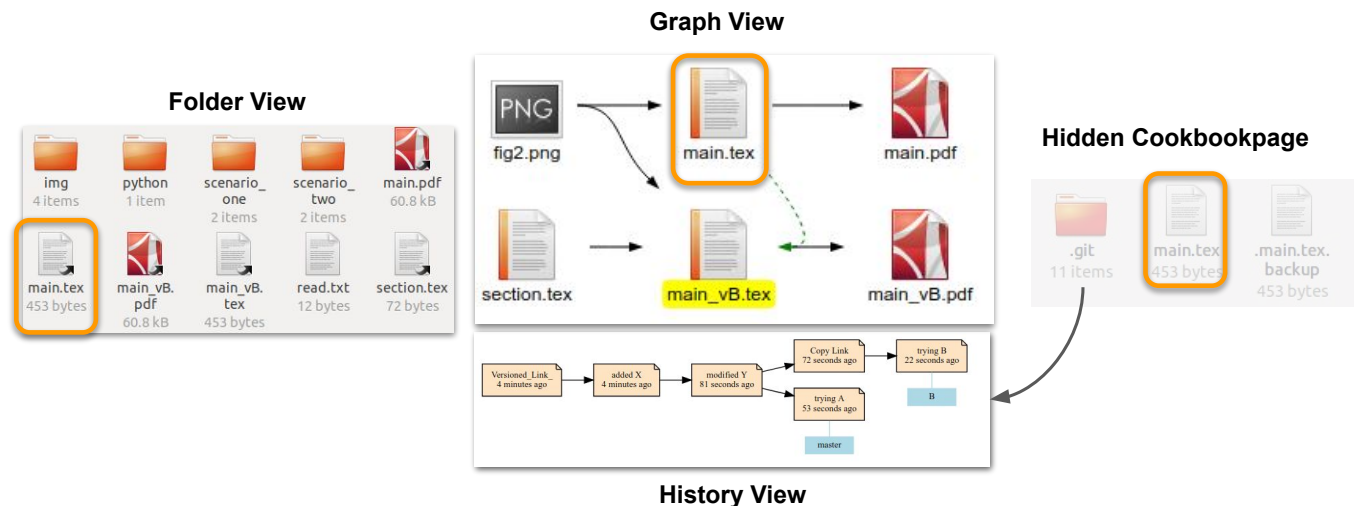 Graph View
Folder View
Hidden Cookbookpage
img
4 items
python
1 item
scenario_
one
2 items
scenario_
two
2 items
main.pdf
60.8 kB
main.tex
453 bytes
main_vB.
pdf
60.8 kB
main_vB.
tex
453 bytes
read.txt
12 bytes
section.tex
72 bytes
PNG
fig2.png
main.tex
main.pdf
section.tex
main_vB.tex
main_vB.pdf
.git
11 items
main.tex
453 bytes
.main.tex.
backup
453 bytes
Versioned_Link_
4 minutes ago
added X
4 minutes ago
modified Y
81 seconds ago
Copy Link
72 seconds ago
trying B
22 seconds ago
B
trying A
53 seconds ago
master
History View